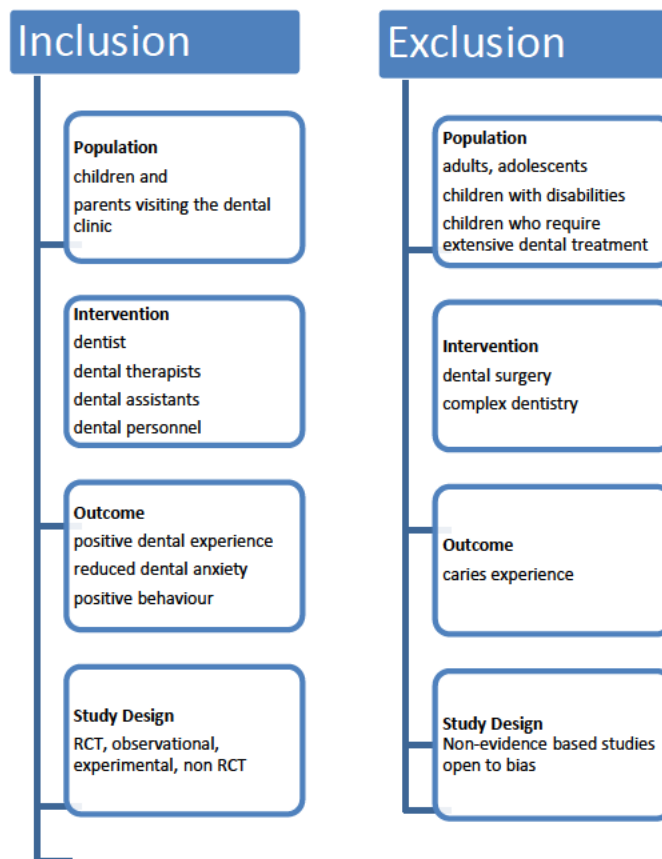 Inclusion
Population
children and
parents visiting the dental
clinic
Intervention
dentist
dental therapists
dental assistants
dental personnel
Outcome
positive dental experience
reduced dental anxiety
positive behaviour
Study Design
RCT, observational,
experimental, non RCT
Exclusion
Population
adults, adolescents
children with disabilities
children who require
extensive dental treatment
Intervention
dental surgery
complex dentistry
Outcome
caries experience
Study Design
Non-evidence based studies
open to bias